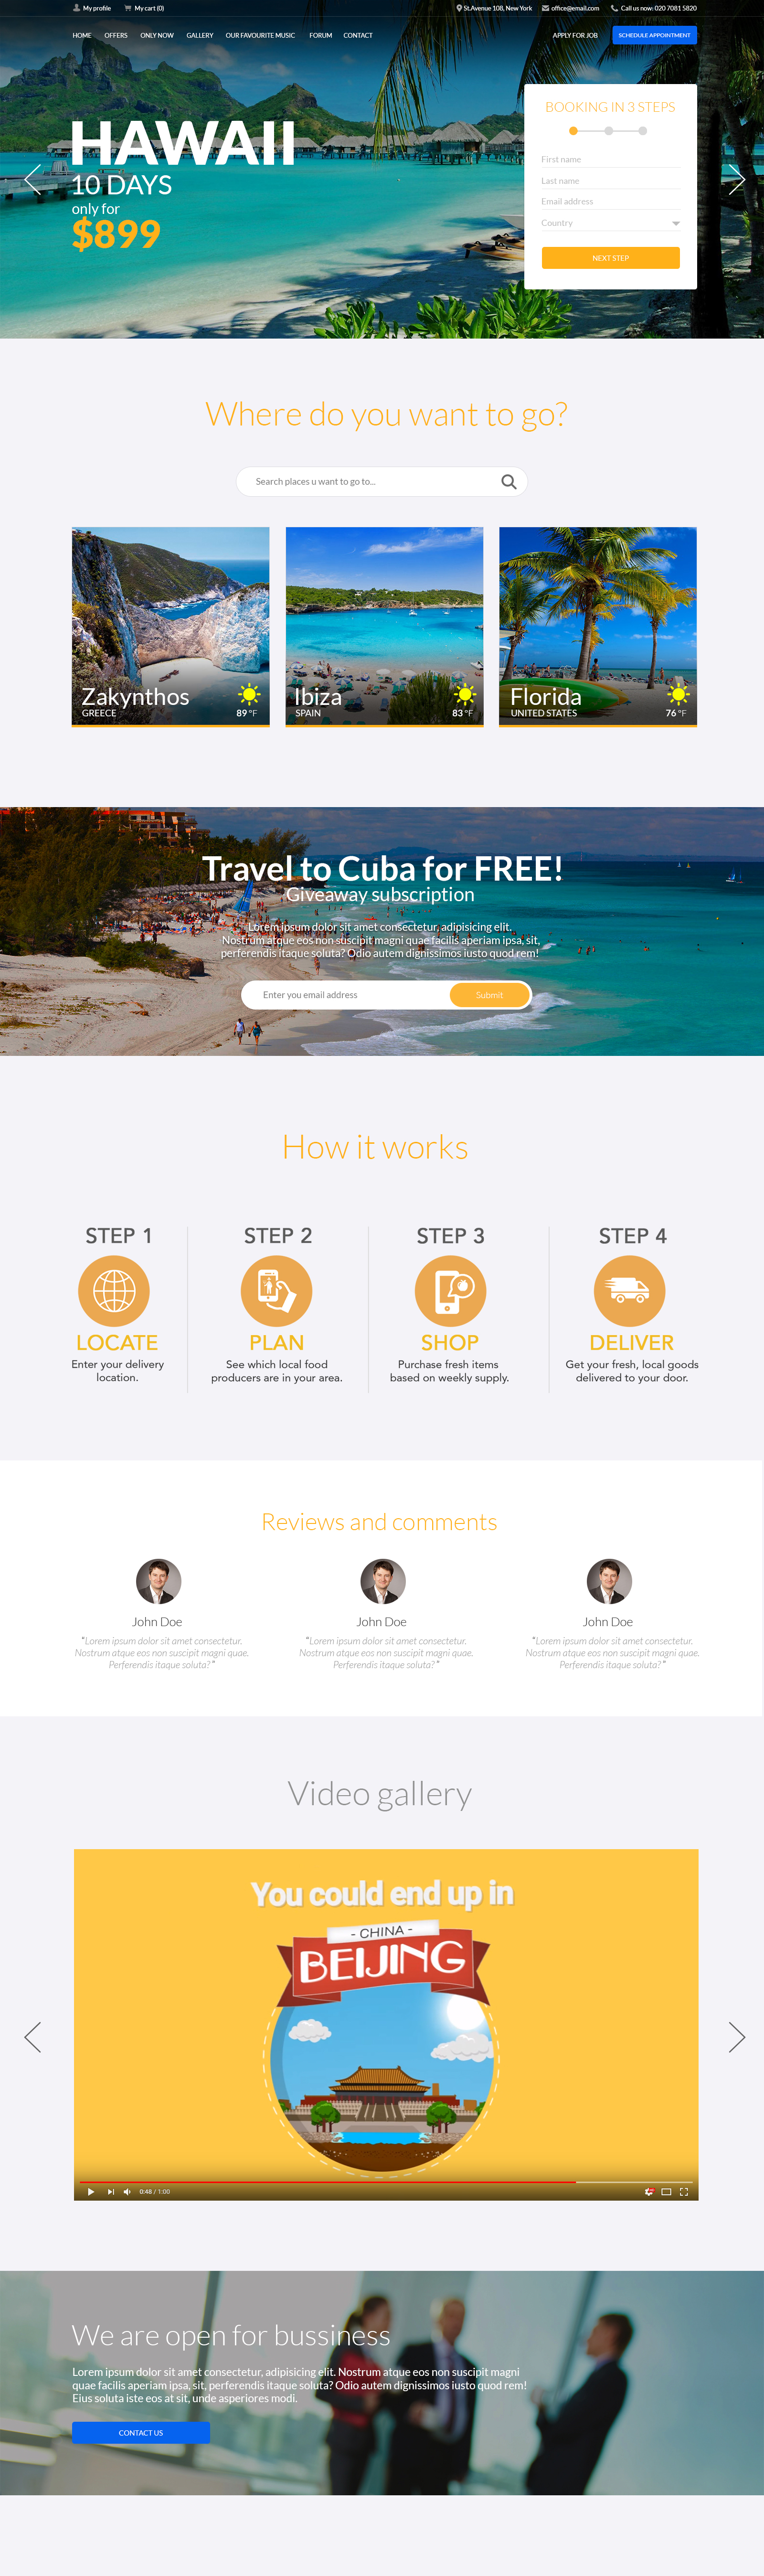 My profile
My cart (0)
St.Avenue 108, New York
office@email.com
Call us now: 020 7081 5820
HOME
OFFERS
ONLY NOW
GALLERY
OUR FAVOURITE MUSIC
FORUM
CONTACT
APPLY FOR JOB
SCHEDULE APPOINTMENT
HAWAII
10 DAYS
only for
$899
BOOKING IN 3 STEPS
First name
Last name
Email address
Country
NEXT STEP
Where do you want to go?
Search places u want to go to...
Zakynthos
GREECE
89 °F
Ibiza
SPAIN
83 °F
Florida
UNITED STATES
76 °F
Travel to Cuba for FREE!
Giveaway subscription
Lorem ipsum dolor sit amet consectetur, adipisicing elit.
Nostrum atque eos non suscipit magni quae facilis aperiam ipsa, sit,
perferendis itaque soluta? Odio autem dignissimos iusto quod rem!
Enter you email address
Submit
How it works
STEP 1
LOCATE
Enter your delivery
location.
STEP 2
PLAN
See which local food
producers are in your area.
STEP 3
SHOP
Purchase fresh items
based on weekly supply.
STEP 4
DELIVER
Get your fresh, local goods
delivered to your door.
Reviews and comments
John Doe
"Lorem ipsum dolor sit amet consectetur.
Nostrum atque eos non suscipit magni quae.
Perferendis itaque soluta?"
John Doe
"Lorem ipsum dolor sit amet consectetur.
Nostrum atque eos non suscipit magni quae.
Perferendis itaque soluta?"
John Doe
"Lorem ipsum dolor sit amet consectetur.
Nostrum atque eos non suscipit magni quae.
Perferendis itaque soluta?"
Video gallery
You could end up in
- CHINA -
BEIJING
0:48 / 1:00
We are open for bussiness
Lorem ipsum dolor sit amet consectetur, adipisicing elit. Nostrum atque eos non suscipit magni
quae facilis aperiam ipsa, sit, perferendis itaque soluta? Odio autem dignissimos iusto quod rem!
Eius soluta iste eos at sit, unde asperiores modi.
CONTACT US